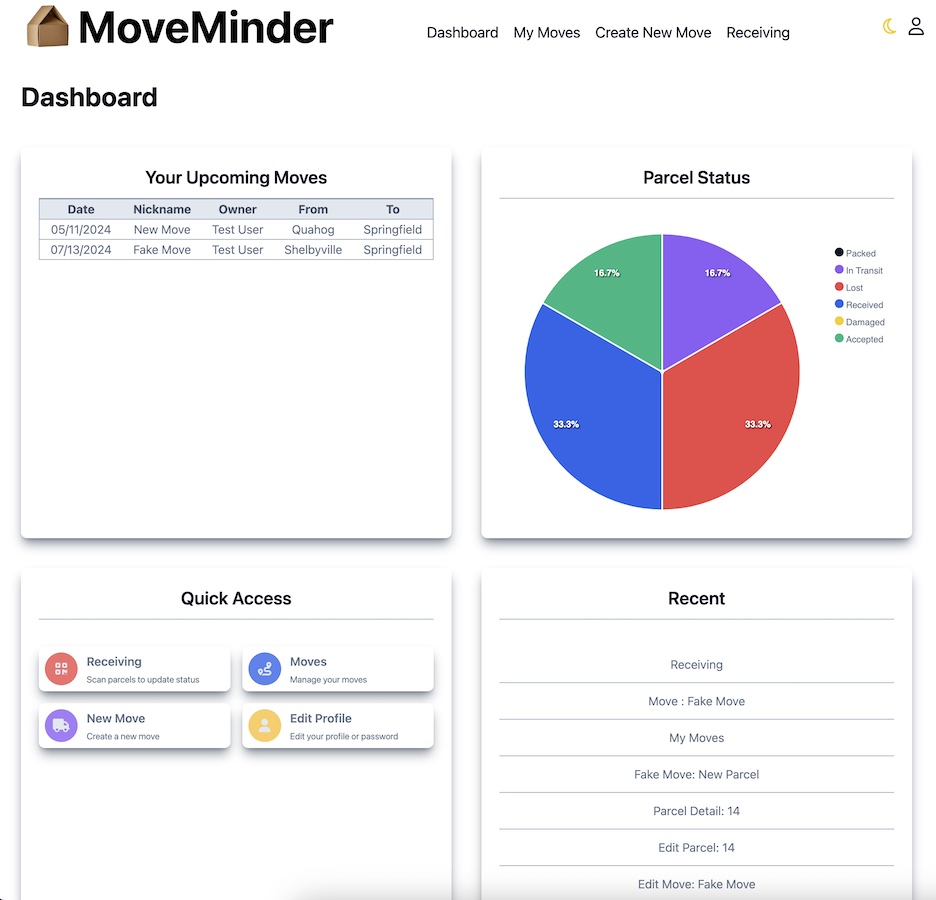 MoveMinder
Dashboard My Moves Create New Move Receiving
Dashboard
Your Upcoming Moves
Date Nickname Owner From To
05/11/2024 New Move Test User Quahog Springfield
07/13/2024 Fake Move Test User Shelbyville Springfield
Parcel Status
16.7% 16.7%
33.3% 33.3%
Packed
In Transit
Lost
Received
Damaged
Accepted
Quick Access
Receiving
Scan parcels to update status
Moves
Manage your moves
New Move
Create a new move
Edit Profile
Edit your profile or password
Recent
Receiving
Move : Fake Move
My Moves
Fake Move: New Parcel
Parcel Detail: 14
Edit Parcel: 14
Edit Move: Fake Move